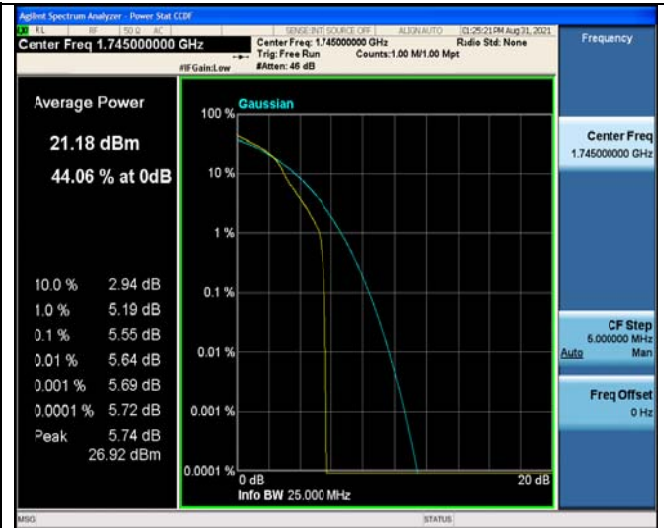 Agilent Spectrum Analyzer - Power Stat CCDF
RL RF 50 Ω AC SENSE:INT SOURCE OFF ALIGN AUTO 01:25:21 PM Aug 31, 2021
Center Freq 1.745000000 GHz
Center Freq: 1.745000000 GHz Radio Std: None
Trig: Free Run Counts:1.00 M/1.00 Mpt
#IFGain:Low #Atten: 46 dB
Frequency
Average Power
21.18 dBm
44.06 % at 0dB
10.0 % 2.94 dB
1.0 % 5.19 dB
0.1 % 5.55 dB
0.01 % 5.64 dB
0.001 % 5.69 dB
0.0001 % 5.72 dB
Peak 5.74 dB
26.92 dBm
Gaussian
100 %
10 %
1 %
0.1 %
0.01 %
0.001 %
0.0001 %
0 dB 20 dB
Info BW 25.000 MHz
Center Freq
1.745000000 GHz
CF Step
5.000000 MHz
Auto Man
Freq Offset
0 Hz
MSG STATUS